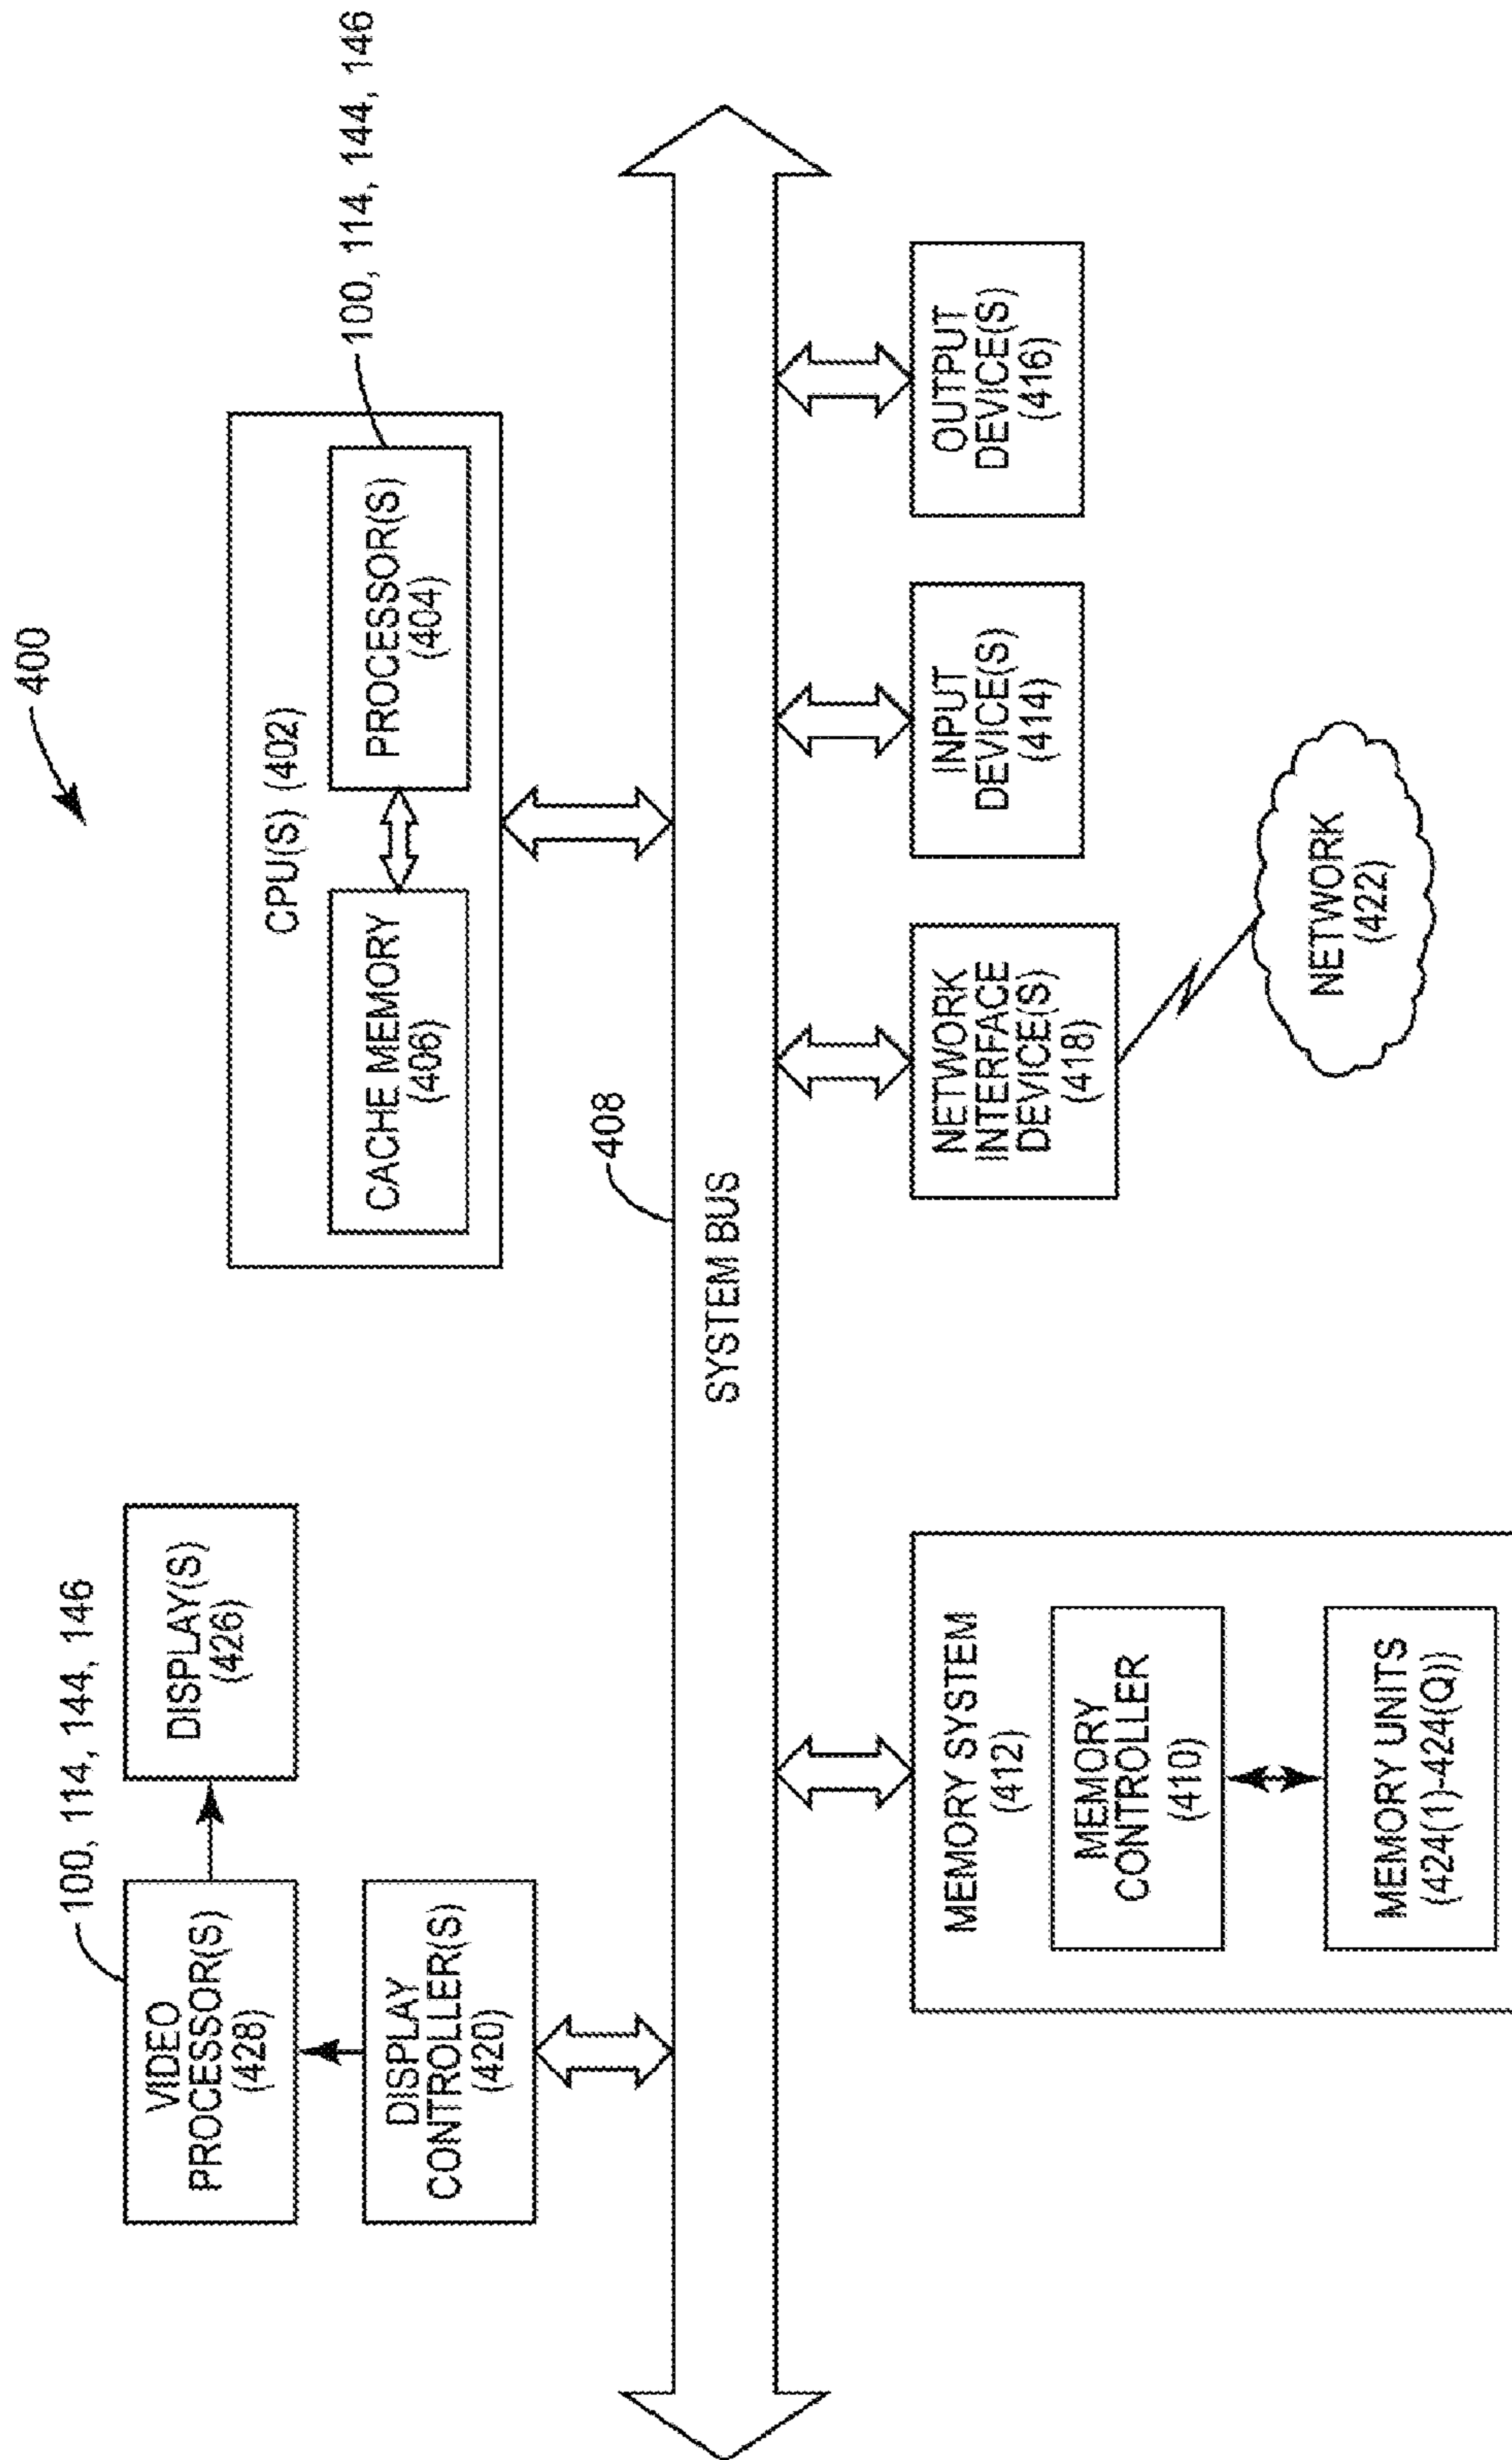 400
100, 114, 144, 146
VIDEO
PROCESSOR(S)
(428)
DISPLAY(S)
(426)
DISPLAY
CONTROLLER(S)
(420)
CPU(S) (402)
CACHE MEMORY
(406)
PROCESSOR(S)
(404)
100, 114, 144, 146
408
SYSTEM BUS
MEMORY SYSTEM
(412)
MEMORY
CONTROLLER
(410)
MEMORY UNITS
(424(1)-424(Q))
NETWORK
INTERFACE
DEVICE(S)
(418)
INPUT
DEVICE(S)
(414)
OUTPUT
DEVICE(S)
(416)
NETWORK
(422)